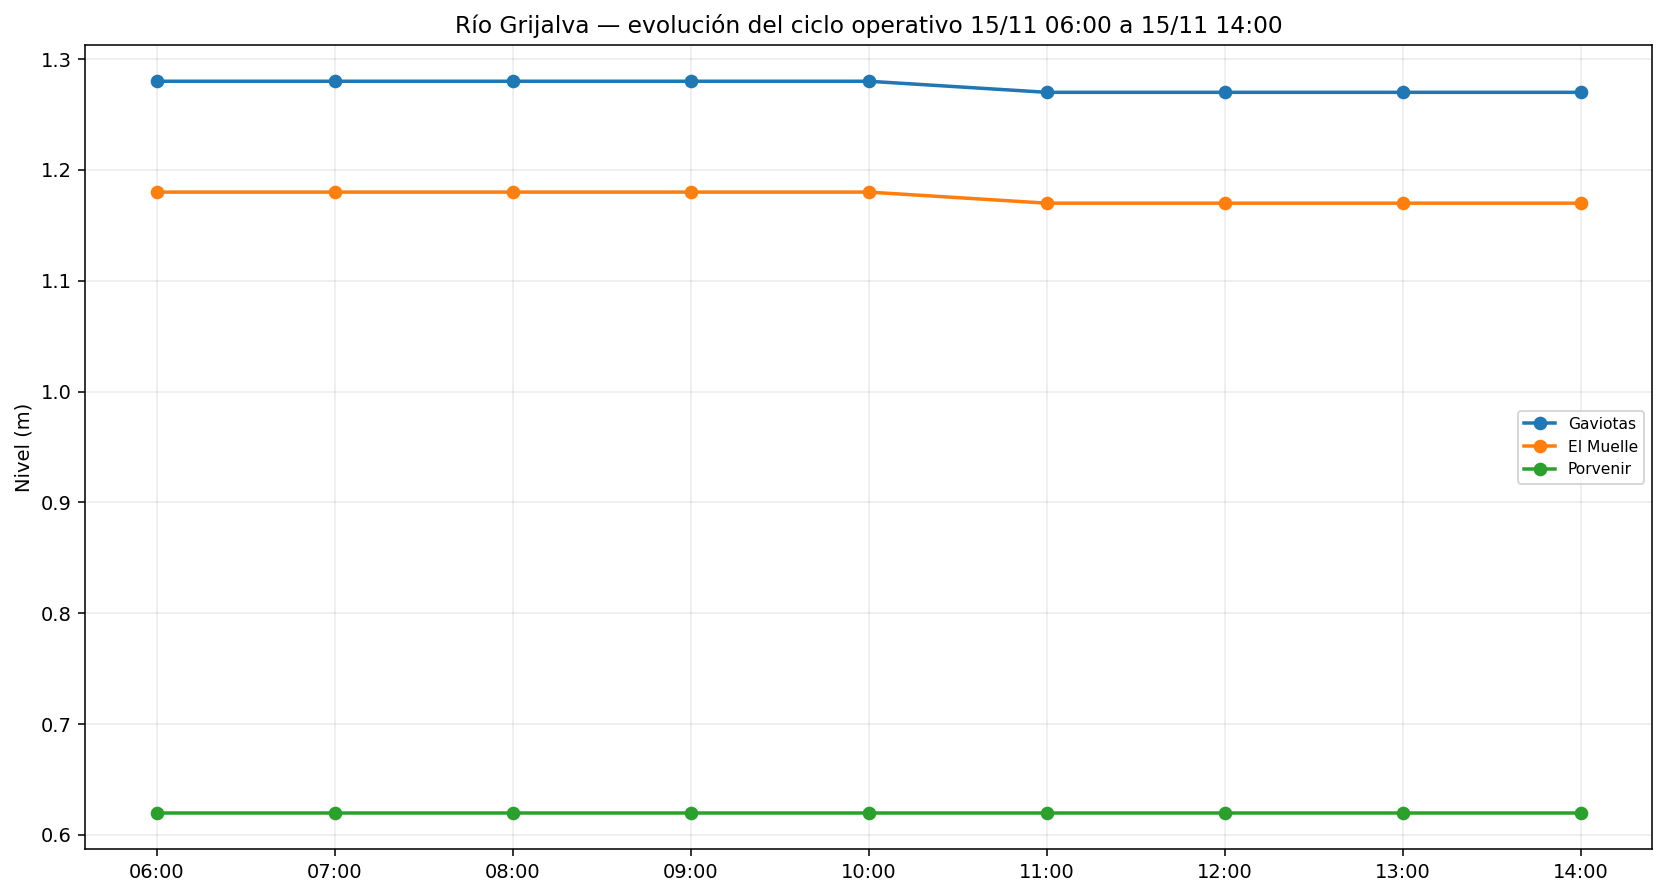 Río Grijalva — evolución del ciclo operativo 15/11 06:00 a 15/11 14:00
Nivel (m)
1.3
1.2
1.1
1.0
0.9
0.8
0.7
0.6
Gaviotas
El Muelle
Porvenir
06:00 07:00 08:00 09:00 10:00 11:00 12:00 13:00 14:00